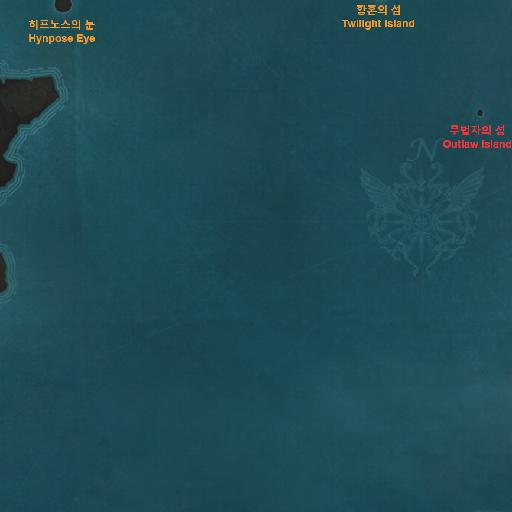 황혼의 섬
Twilight Island
히프노스의 눈
Hynpose Eye
무법자의 섬
Outlaw Island
N